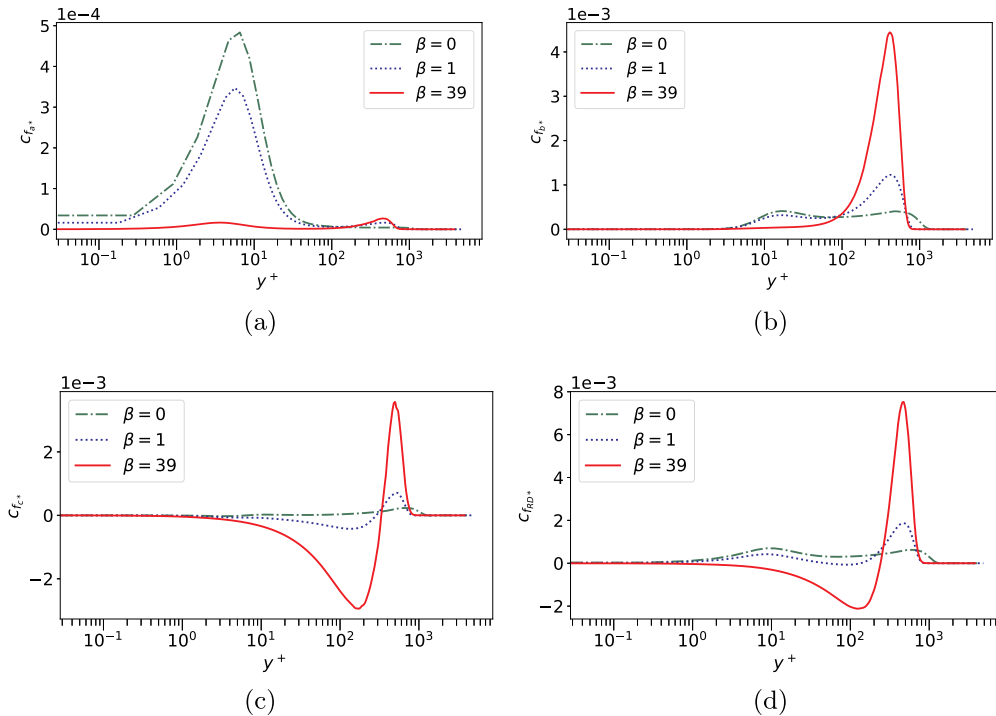 1e−4
5
4
3
2
1
0
c_{f_{a*}}
β = 0
β = 1
β = 39
10^{−1} 10^{0} 10^{1} 10^{2} 10^{3}
y^{+}
(a)
1e−3
4
3
2
1
0
c_{f_{b*}}
β = 0
β = 1
β = 39
10^{−1} 10^{0} 10^{1} 10^{2} 10^{3}
y^{+}
(b)
1e−3
2
0
−2
c_{f_{c*}}
β = 0
β = 1
β = 39
10^{−1} 10^{0} 10^{1} 10^{2} 10^{3}
y^{+}
(c)
1e−3
8
6
4
2
0
−2
c_{f_{RD*}}
β = 0
β = 1
β = 39
10^{−1} 10^{0} 10^{1} 10^{2} 10^{3}
y^{+}
(d)